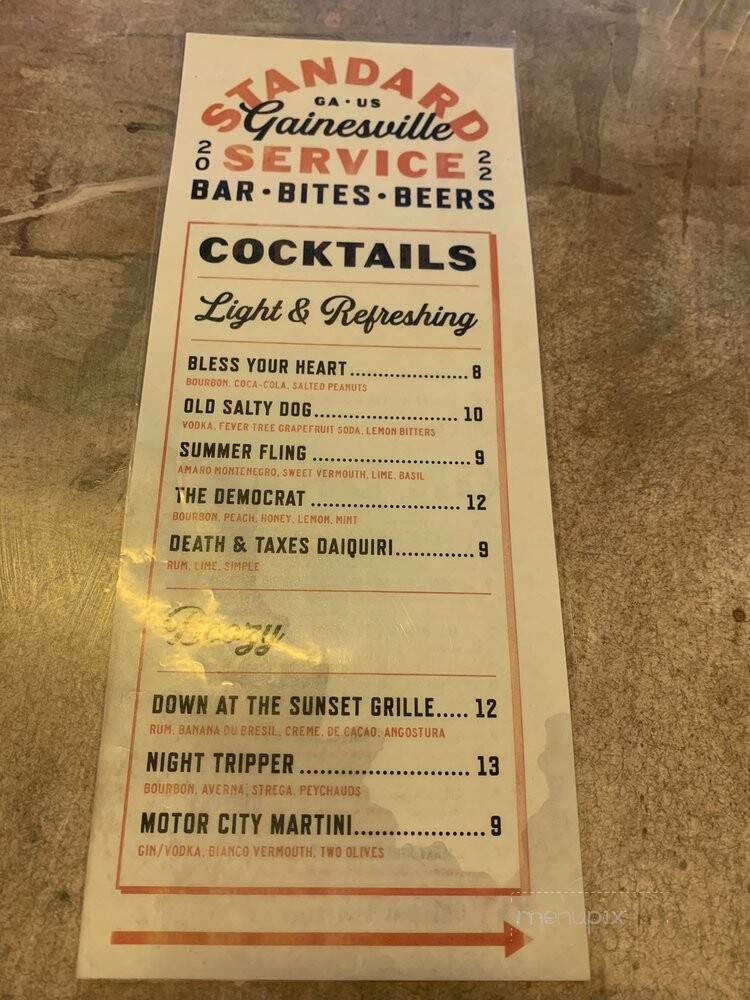 STANDARD
GA • US
Gainesville
20 SERVICE 22
BAR • BITES • BEERS
COCKTAILS
Light & Refreshing
BLESS YOUR HEART........................ 8
BOURBON, COCA-COLA, SALTED PEANUTS
OLD SALTY DOG............................. 10
VODKA, FEVER TREE GRAPEFRUIT SODA, LEMON BITTERS
SUMMER FLING ................................ 9
AMARO MONTENEGRO, SWEET VERMOUTH, LIME, BASIL
THE DEMOCRAT .............................. 12
BOURBON, PEACH, HONEY, LEMON, MINT
DEATH & TAXES DAIQUIRI............... 9
RUM, LIME, SIMPLE
Boozy
DOWN AT THE SUNSET GRILLE..... 12
RUM, BANANA DU BRESIL, CREME, DE CACAO, ANGOSTURA
NIGHT TRIPPER ............................ 13
BOURBON, AVERNA, STREGA, PEYCHAUDS
MOTOR CITY MARTINI...................... 9
GIN/VODKA, BIANCO VERMOUTH, TWO OLIVES
menupix